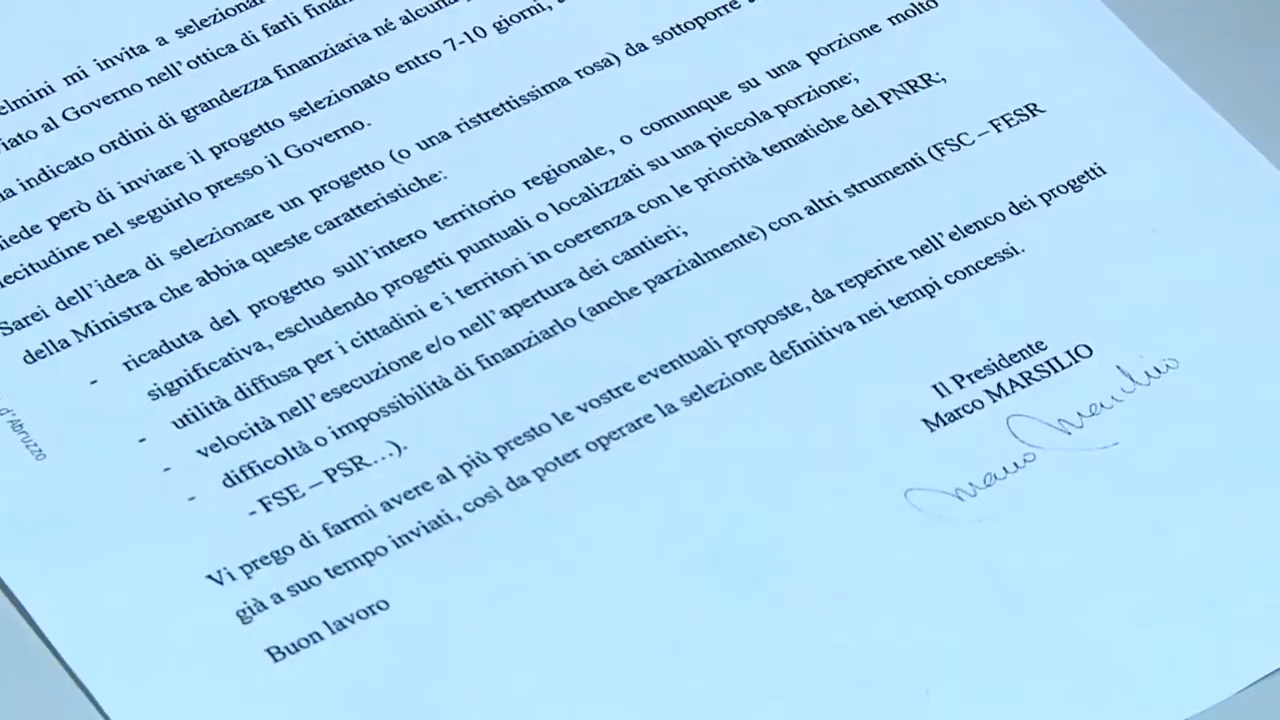 elmini mi invita a selezionar
viato al Governo nell'ottica di farli finan
ha indicato ordini di grandezza finanziaria né alcuna
iede però di inviare il progetto selezionato entro 7-10 giorni,
lecitudine nel seguirlo presso il Governo.
Sarei dell'idea di selezionare un progetto (o una ristrettissima rosa) da sottoporre
della Ministra che abbia queste caratteristiche:
- ricaduta del progetto sull'intero territorio regionale, o comunque su una porzione molto
significativa, escludendo progetti puntuali o localizzati su una piccola porzione;
- utilità diffusa per i cittadini e i territori in coerenza con le priorità tematiche del PNRR;
- velocità nell'esecuzione e/o nell'apertura dei cantieri;
- difficoltà o impossibilità di finanziarlo (anche parzialmente) con altri strumenti (FSC – FESR
- FSE – PSR…).
Vi prego di farmi avere al più presto le vostre eventuali proposte, da reperire nell'elenco dei progetti
già a suo tempo inviati, così da poter operare la selezione definitiva nei tempi concessi.
Buon lavoro
Il Presidente
Marco MARSILIO
Marco Marsilio
d'Abruzzo